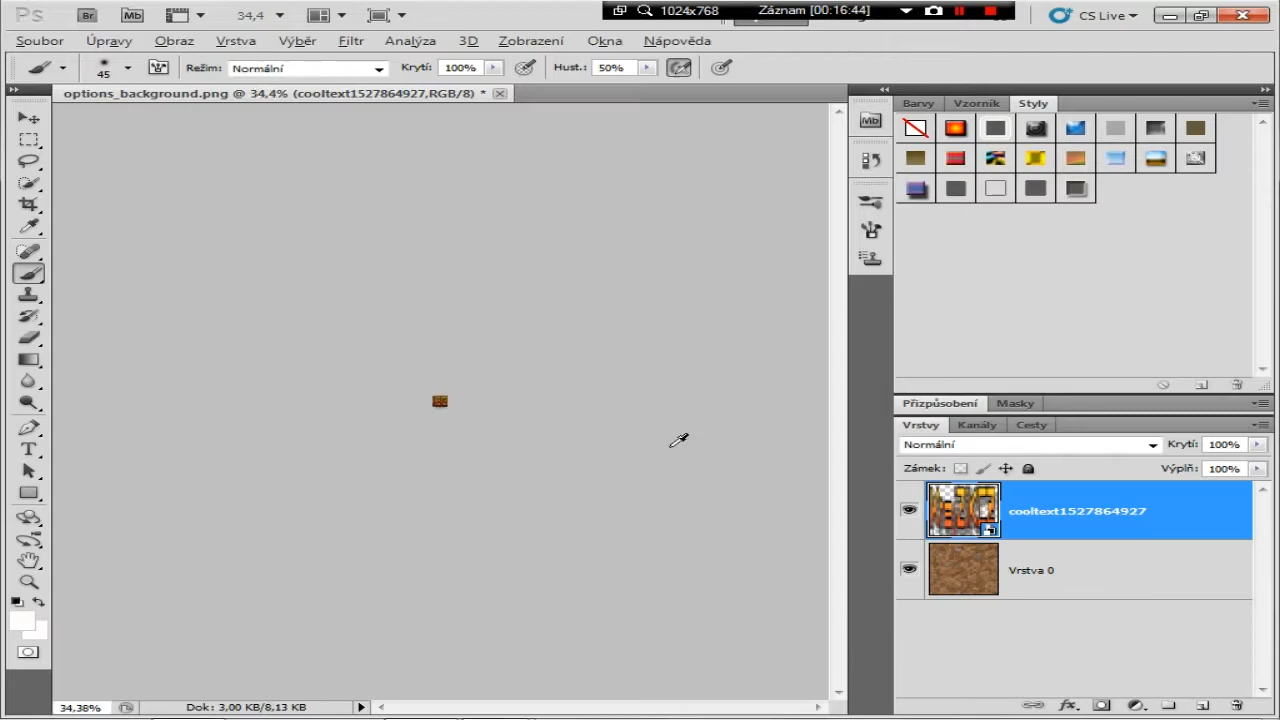 Ps Br Mb 34,4 1024x768 Záznam [00:16:44] CS Live
Soubor Úpravy Obraz Vrstva Výběr Filtr Analýza 3D Zobrazení Okna Nápověda
45 Režim: Normální Krytí: 100% Hust.: 50%
options_background.png @ 34,4% (cooltext1527864927,RGB/8) *
Barvy Vzorník Styly
Mb
Přizpůsobení Masky
Vrstvy Kanály Cesty
Normální Krytí: 100%
Zámek: Výplň: 100%
cooltext1527864927
Vrstva 0
T
34,38% Dok: 3,00 KB/8,13 KB
fx